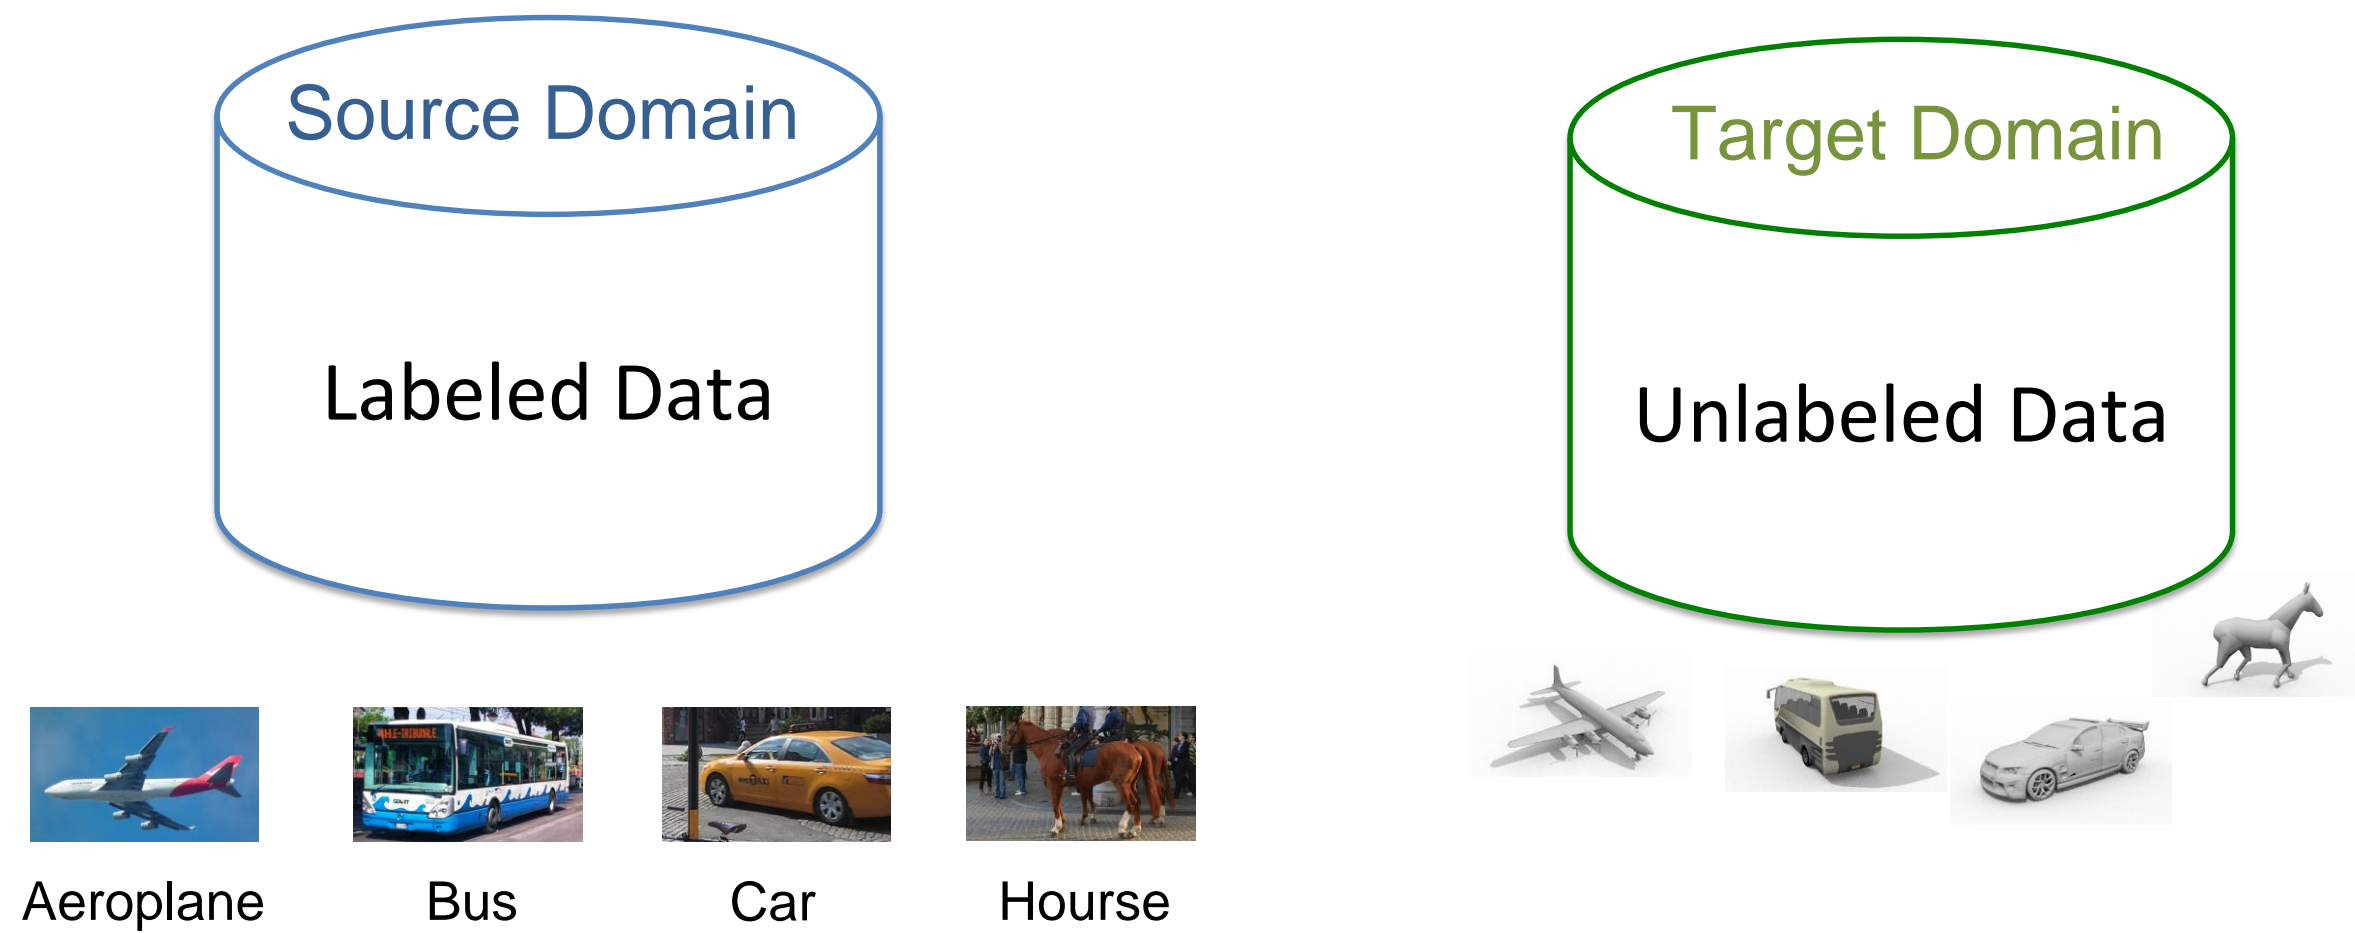 Source Domain
Labeled Data
Target Domain
Unlabeled Data
Aeroplane
Bus
Car
Hourse